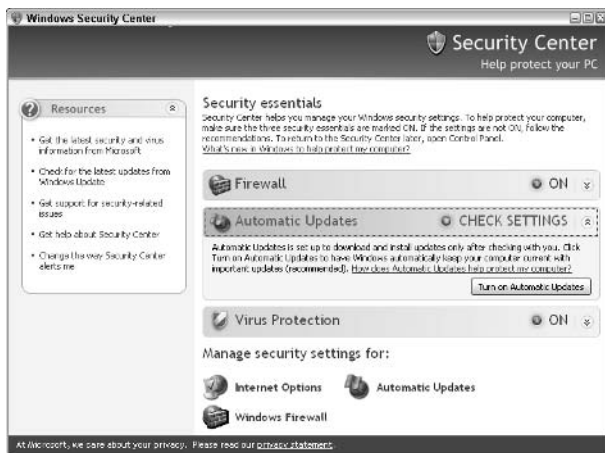 Windows Security Center
Security Center
Help protect your PC
Resources
• Get the latest security and virus
information from Microsoft
• Check for the latest updates from
Windows Update
• Get support for security-related
issues
• Get help about Security Center
• Change the way Security Center
alerts me
Security essentials
Security Center helps you manage your Windows security settings. To help protect your computer,
make sure the three security essentials are marked ON. If the settings are not ON, follow the
recommendations. To return to the Security Center later, open Control Panel.
What's new in Windows to help protect my computer?
Firewall ON
Automatic Updates CHECK SETTINGS
Automatic Updates is set up to download and install updates only after checking with you. Click
Turn on Automatic Updates to have Windows automatically keep your computer current with
important updates (recommended). How does Automatic Updates help protect my computer?
Turn on Automatic Updates
Virus Protection ON
Manage security settings for:
Internet Options Automatic Updates
Windows Firewall
At Microsoft, we care about your privacy. Please read our privacy statement.